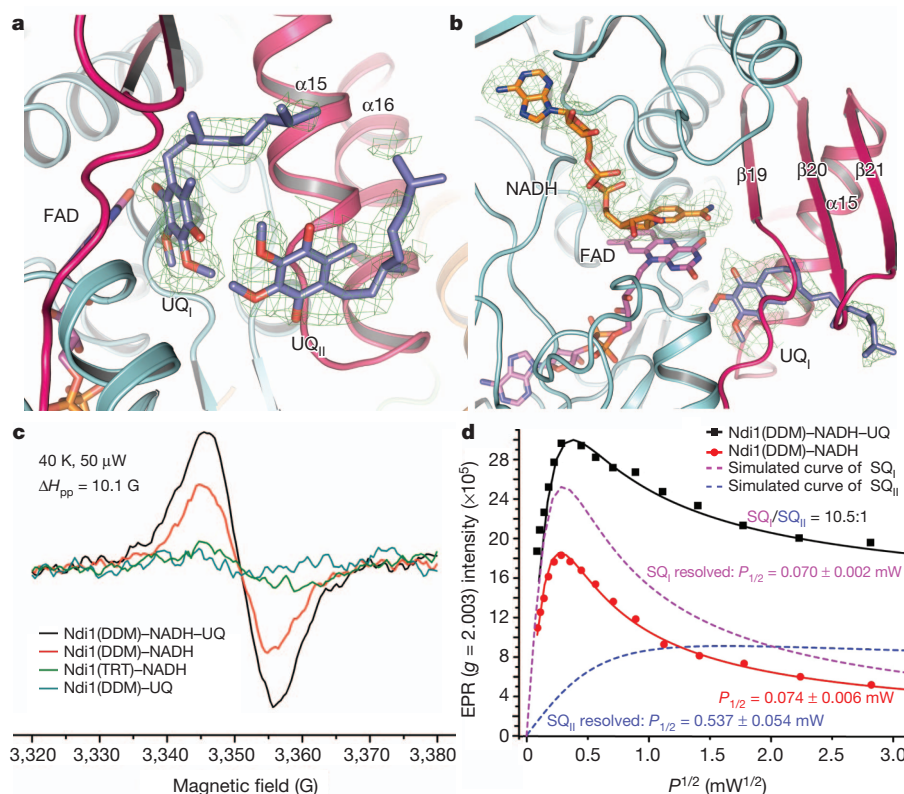 a
α15
α16
FAD
UQI
UQII
b
NADH
FAD
β19
β20
β21
α15
UQI
c
40 K, 50 μW
ΔHpp = 10.1 G
Ndi1(DDM)–NADH–UQ
Ndi1(DDM)–NADH
Ndi1(TRT)–NADH
Ndi1(DDM)–UQ
3,320 3,330 3,340 3,350 3,360 3,370 3,380
Magnetic field (G)
d
EPR (g = 2.003) intensity (×10⁵)
28
24
20
16
12
8
4
0
Ndi1(DDM)–NADH–UQ
Ndi1(DDM)–NADH
Simulated curve of SQI
Simulated curve of SQII
SQI/SQII = 10.5:1
SQI resolved: P1/2 = 0.070 ± 0.002 mW
P1/2 = 0.074 ± 0.006 mW
SQII resolved: P1/2 = 0.537 ± 0.054 mW
0 0.5 1.0 1.5 2.0 2.5 3.0
P1/2 (mW1/2)